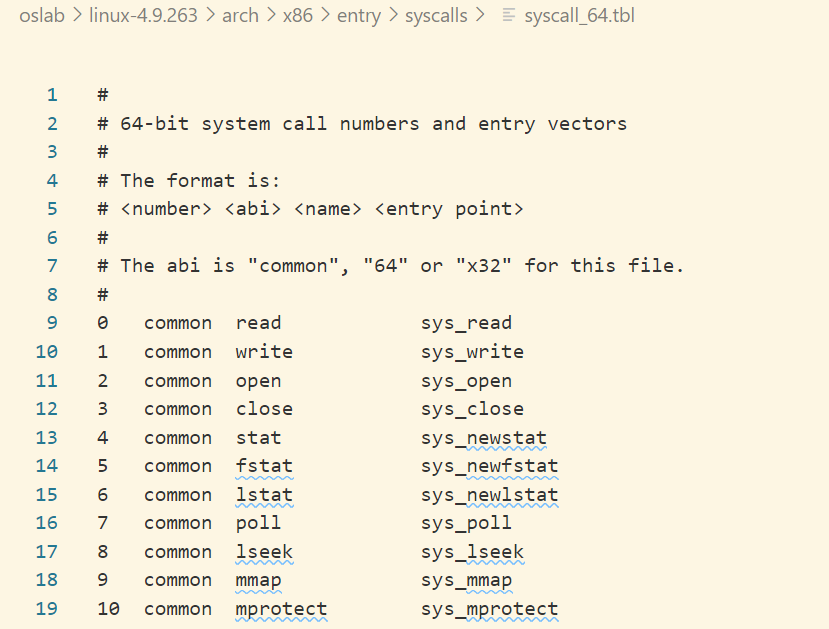 oslab > linux-4.9.263 > arch > x86 > entry > syscalls > syscall_64.tbl
1 #
2 # 64-bit system call numbers and entry vectors
3 #
4 # The format is:
5 # <number> <abi> <name> <entry point>
6 #
7 # The abi is "common", "64" or "x32" for this file.
8 #
9 0 common read sys_read
10 1 common write sys_write
11 2 common open sys_open
12 3 common close sys_close
13 4 common stat sys_newstat
14 5 common fstat sys_newfstat
15 6 common lstat sys_newlstat
16 7 common poll sys_poll
17 8 common lseek sys_lseek
18 9 common mmap sys_mmap
19 10 common mprotect sys_mprotect